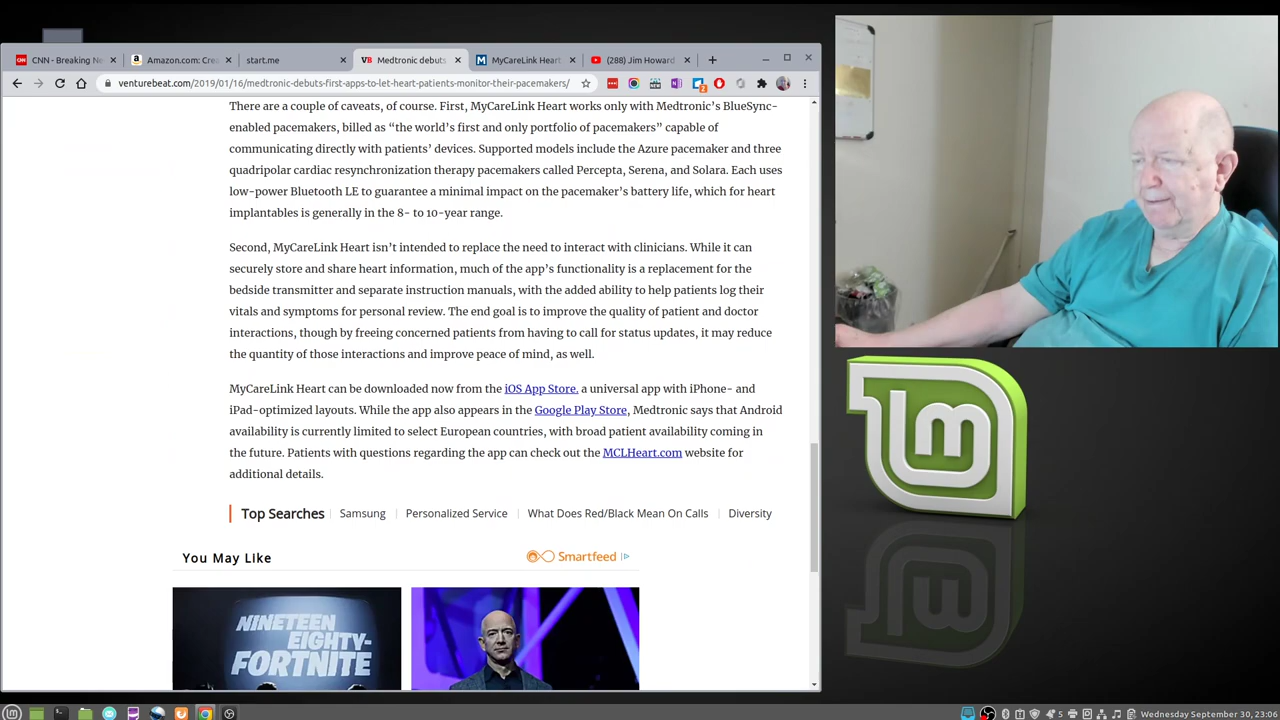 CNN - Breaking Ne
Amazon.com: Crea
start.me
Medtronic debuts
MyCareLink Heart
(288) Jim Howard
venturebeat.com/2019/01/16/medtronic-debuts-first-apps-to-let-heart-patients-monitor-their-pacemakers/
There are a couple of caveats, of course. First, MyCareLink Heart works only with Medtronic’s BlueSync-
enabled pacemakers, billed as “the world’s first and only portfolio of pacemakers” capable of
communicating directly with patients’ devices. Supported models include the Azure pacemaker and three
quadripolar cardiac resynchronization therapy pacemakers called Percepta, Serena, and Solara. Each uses
low-power Bluetooth LE to guarantee a minimal impact on the pacemaker’s battery life, which for heart
implantables is generally in the 8- to 10-year range.
Second, MyCareLink Heart isn’t intended to replace the need to interact with clinicians. While it can
securely store and share heart information, much of the app’s functionality is a replacement for the
bedside transmitter and separate instruction manuals, with the added ability to help patients log their
vitals and symptoms for personal review. The end goal is to improve the quality of patient and doctor
interactions, though by freeing concerned patients from having to call for status updates, it may reduce
the quantity of those interactions and improve peace of mind, as well.
MyCareLink Heart can be downloaded now from the iOS App Store, a universal app with iPhone- and
iPad-optimized layouts. While the app also appears in the Google Play Store, Medtronic says that Android
availability is currently limited to select European countries, with broad patient availability coming in
the future. Patients with questions regarding the app can check out the MCLHeart.com website for
additional details.
Top Searches Samsung Personalized Service What Does Red/Black Mean On Calls Diversity
You May Like
Smartfeed
NINETEEN
EIGHTY-
FORTNITE
5
Wednesday September 30, 23:06